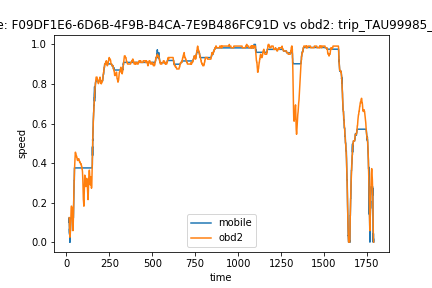 e: F09DF1E6-6D6B-4F9B-B4CA-7E9B486FC91D vs obd2: trip_TAU99985_
1.0
0.8
0.6
0.4
0.2
0.0
speed
mobile
obd2
0 250 500 750 1000 1250 1500 1750
time